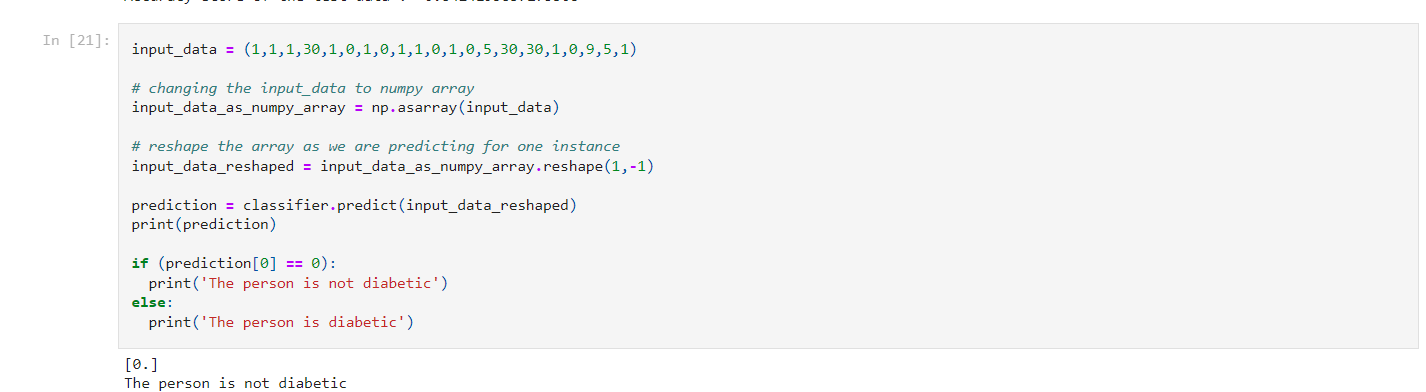 In [21]:
input_data = (1,1,1,30,1,0,1,0,1,1,0,1,0,5,30,30,1,0,9,5,1)
# changing the input_data to numpy array
input_data_as_numpy_array = np.asarray(input_data)
# reshape the array as we are predicting for one instance
input_data_reshaped = input_data_as_numpy_array.reshape(1,-1)
prediction = classifier.predict(input_data_reshaped)
print(prediction)
if (prediction[0] == 0):
  print('The person is not diabetic')
else:
  print('The person is diabetic')
[0.]
The person is not diabetic